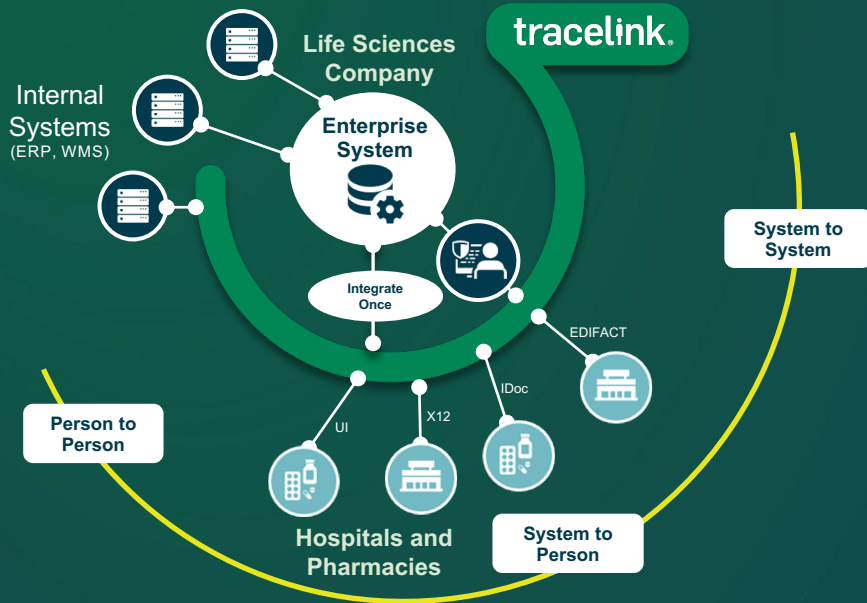 tracelink
Life Sciences
Company
Internal
Systems
(ERP, WMS)
Enterprise
System
System to
System
Integrate
Once
EDIFACT
IDoc
X12
UI
Person to
Person
Hospitals and
Pharmacies
System to
Person